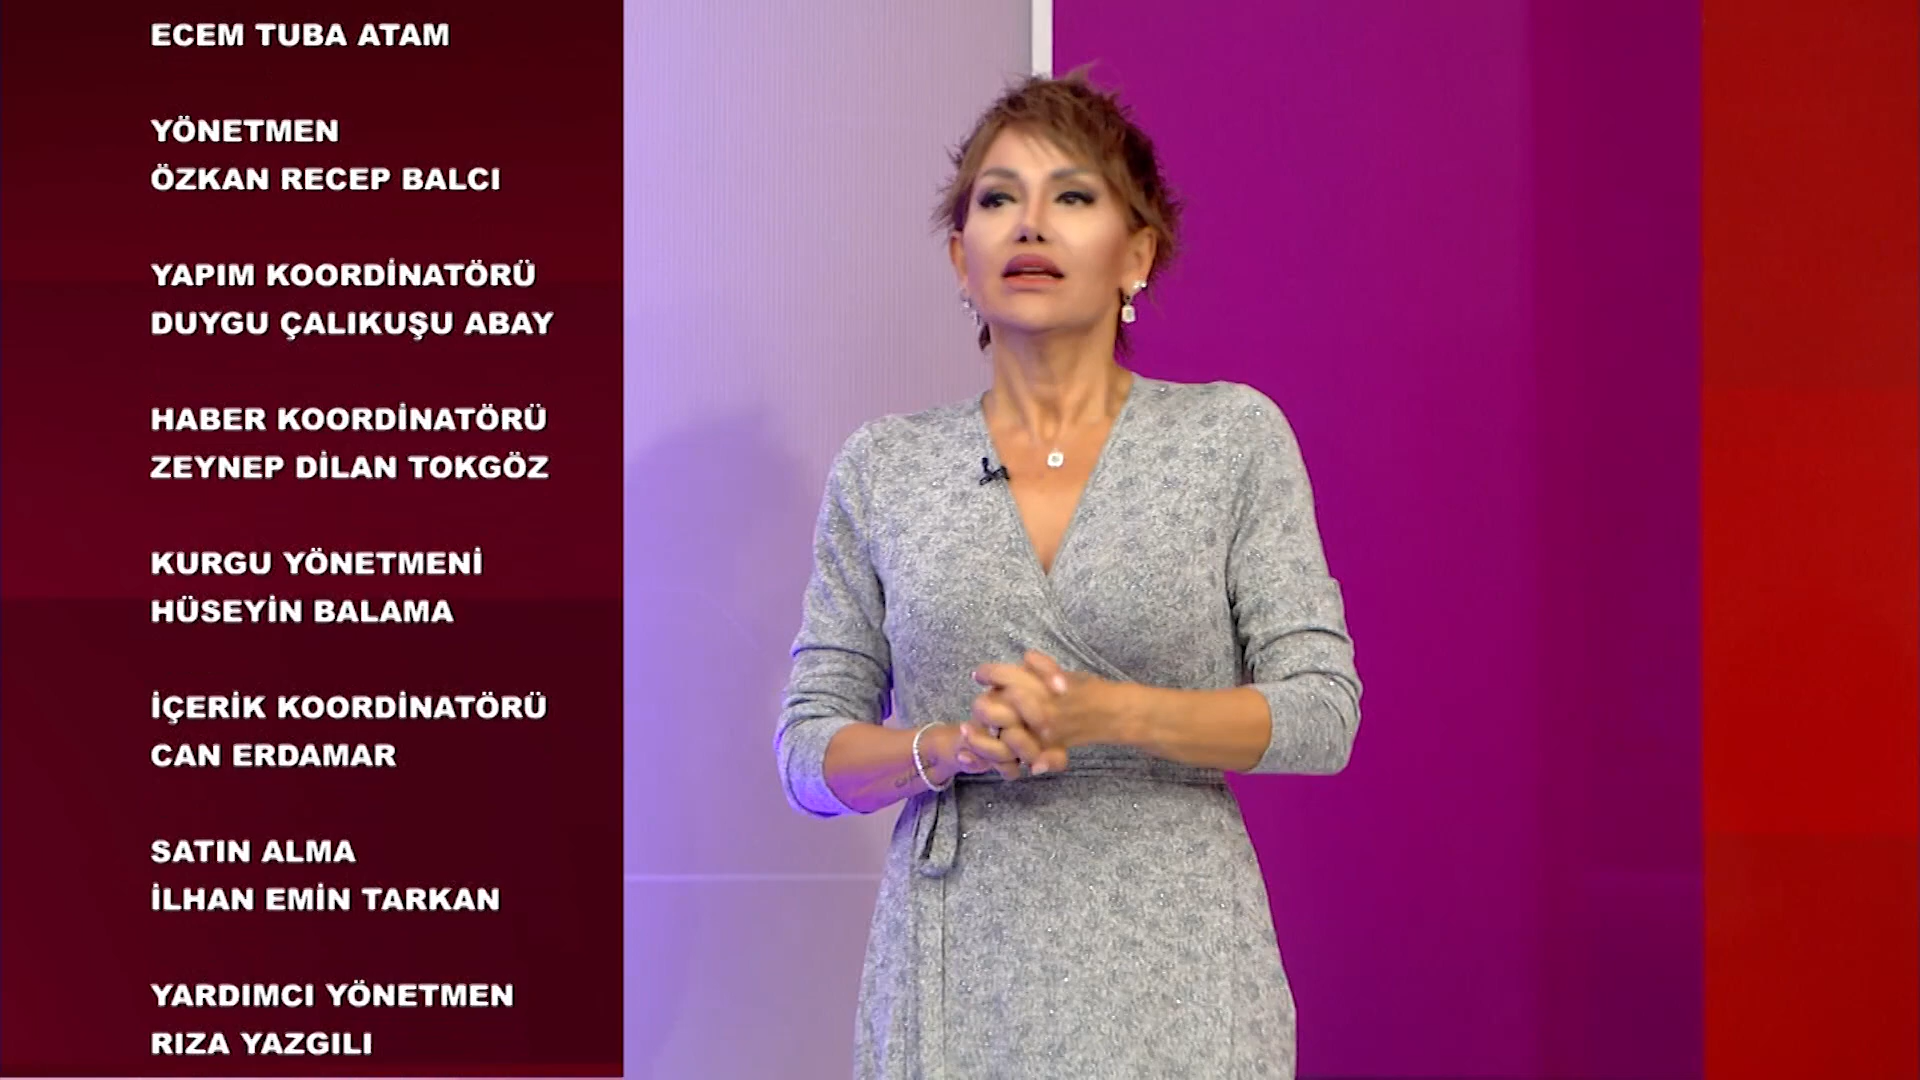 ECEM TUBA ATAM
YÖNETMEN
ÖZKAN RECEP BALCI
YAPIM KOORDİNATÖRÜ
DUYGU ÇALIKUŞU ABAY
HABER KOORDİNATÖRÜ
ZEYNEP DİLAN TOKGÖZ
KURGU YÖNETMENİ
HÜSEYİN BALAMA
İÇERİK KOORDİNATÖRÜ
CAN ERDAMAR
SATIN ALMA
İLHAN EMİN TARKAN
YARDIMCI YÖNETMEN
RIZA YAZGILI